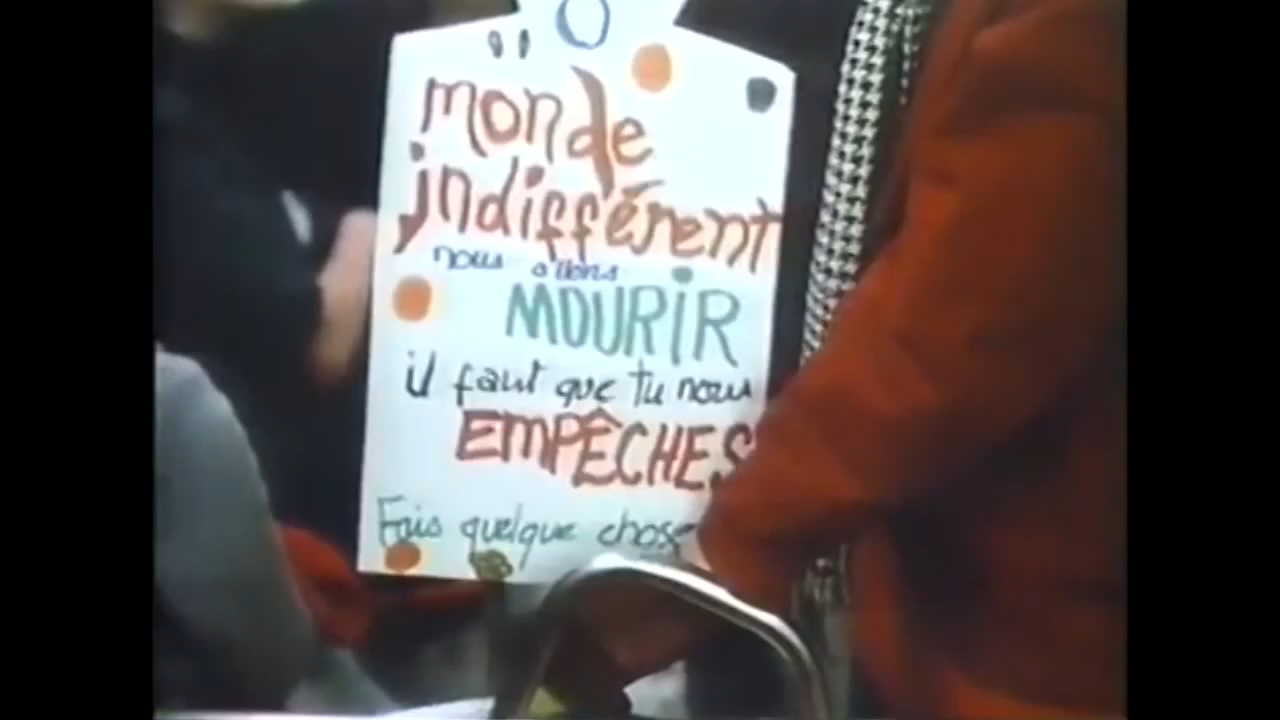 Ô
monde
indifférent
nous allons
MOURIR
il faut que tu nous
EMPÊCHES
Fais quelque chose